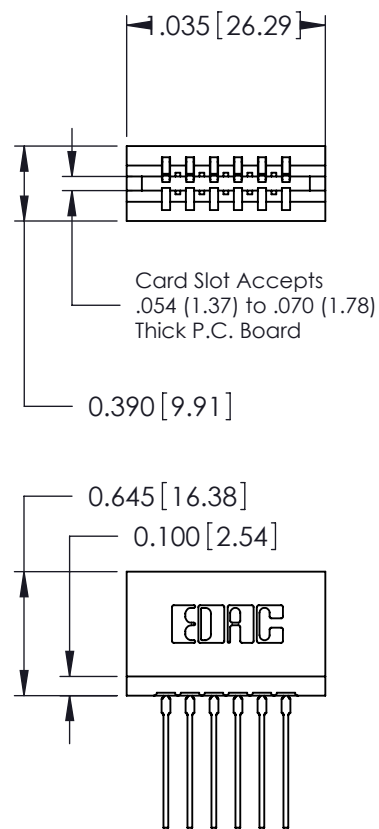 1.035 [26.29]
Card Slot Accepts
.054 (1.37) to .070 (1.78)
Thick P.C. Board
0.390 [9.91]
0.645 [16.38]
0.100 [2.54]
EDAC